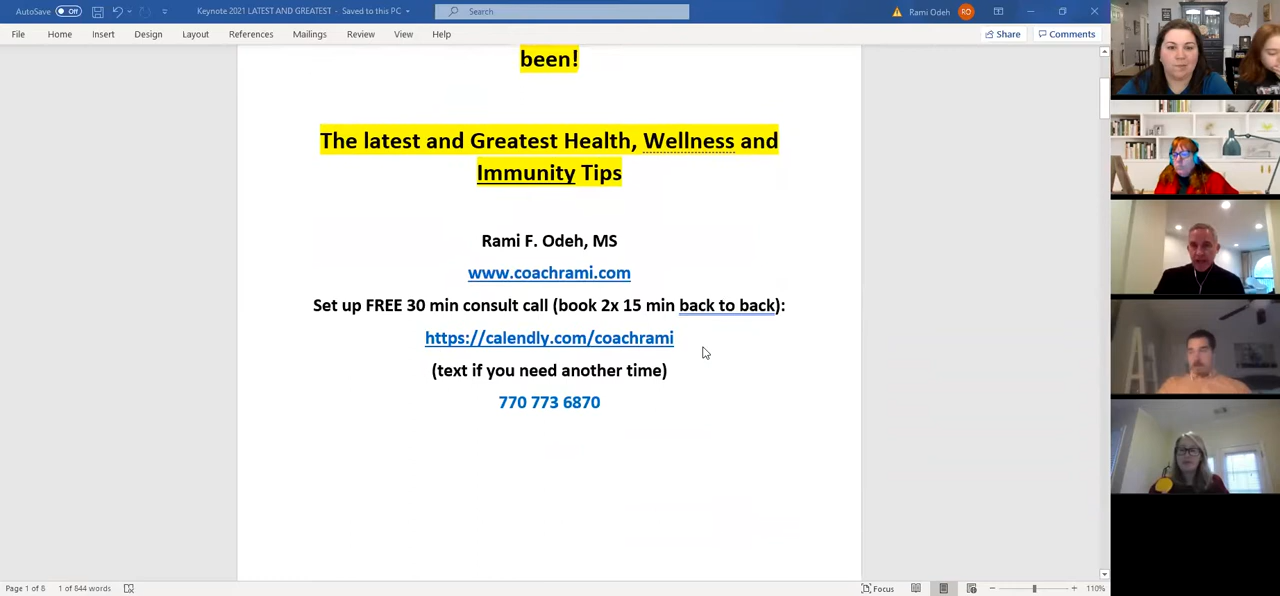 AutoSave Off Keynote 2021 LATEST AND GREATEST - Saved to this PC Search Rami Odeh RO
File Home Insert Design Layout References Mailings Review View Help Share Comments
been!
The latest and Greatest Health, Wellness and
Immunity Tips
Rami F. Odeh, MS
www.coachrami.com
Set up FREE 30 min consult call (book 2x 15 min back to back):
https://calendly.com/coachrami
(text if you need another time)
770 773 6870
Page 1 of 8 1 of 844 words Focus 110%